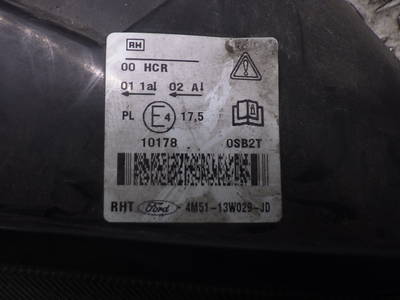 RH
00 HCR
01 1a 02 A
PL E4 17,5
10178 0SB2T
RHT Ford 4M51-13W029-JD